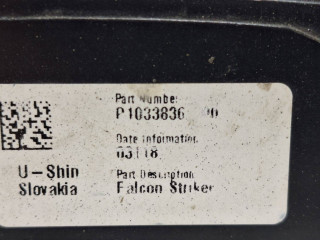 Part Number
P1033836
Date Information
03118
U-Shin
Slovakia
Part Description
Falcon Striker